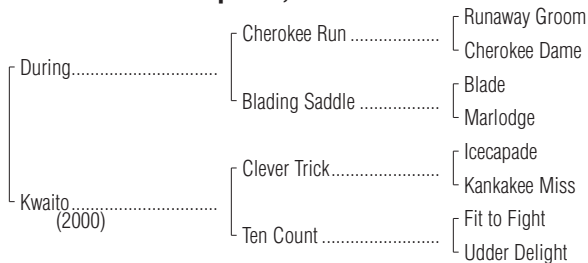 Runaway Groom
Cherokee Run ....................
Cherokee Dame
During...............................
Blade
Blading Saddle ..................
Marlodge
Icecapade
Clever Trick........................
Kankakee Miss
Kwaito...............................
(2000)
Fit to Fight
Ten Count ..........................
Udder Delight